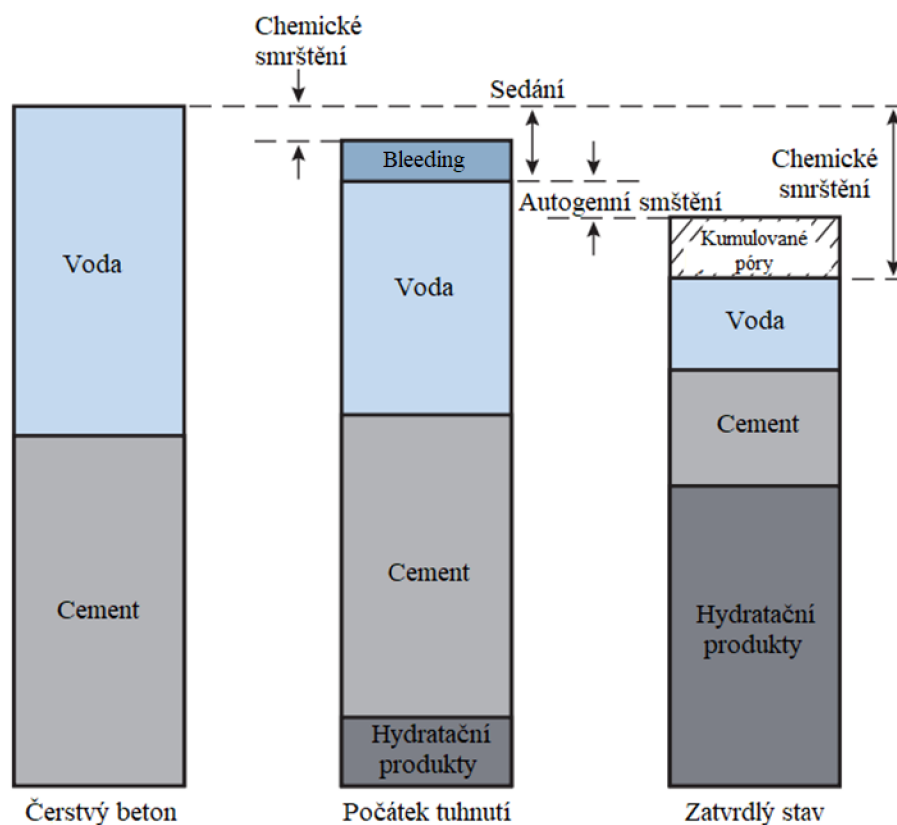 Chemické
smrštění
Sedání
Bleeding
Chemické
smrštění
Autogenní smštění
Kumulované
póry
Voda
Voda
Voda
Cement
Cement
Cement
Hydratační
produkty
Hydratační
produkty
Čerstvý beton
Počátek tuhnutí
Zatvrdlý stav